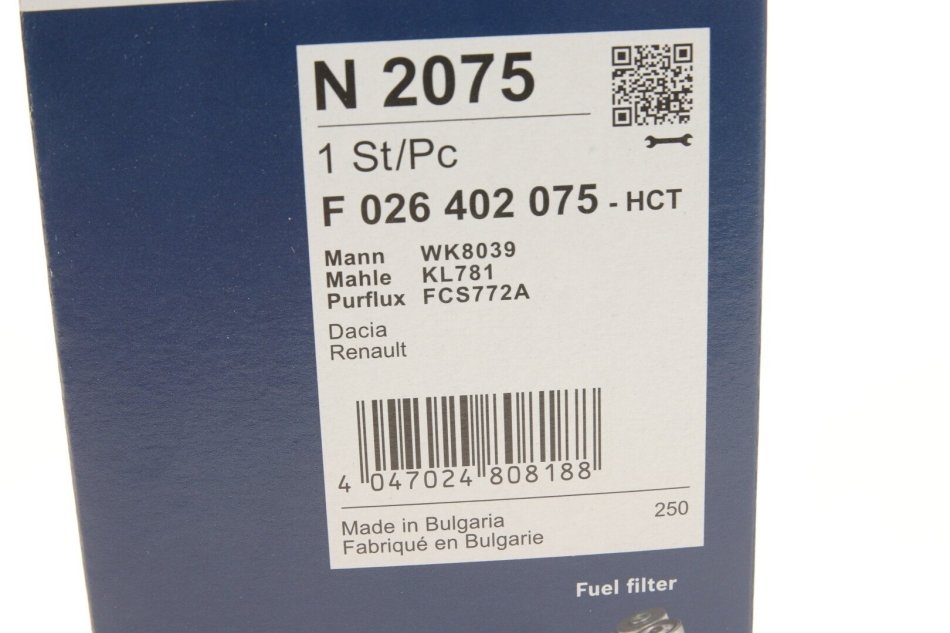 N 2075
1 St/Pc
F 026 402 075 - HCT
Mann WK8039
Mahle KL781
Purflux FCS772A
Dacia
Renault
4 047024 808188
250
Made in Bulgaria
Fabriqué en Bulgarie
Fuel filter